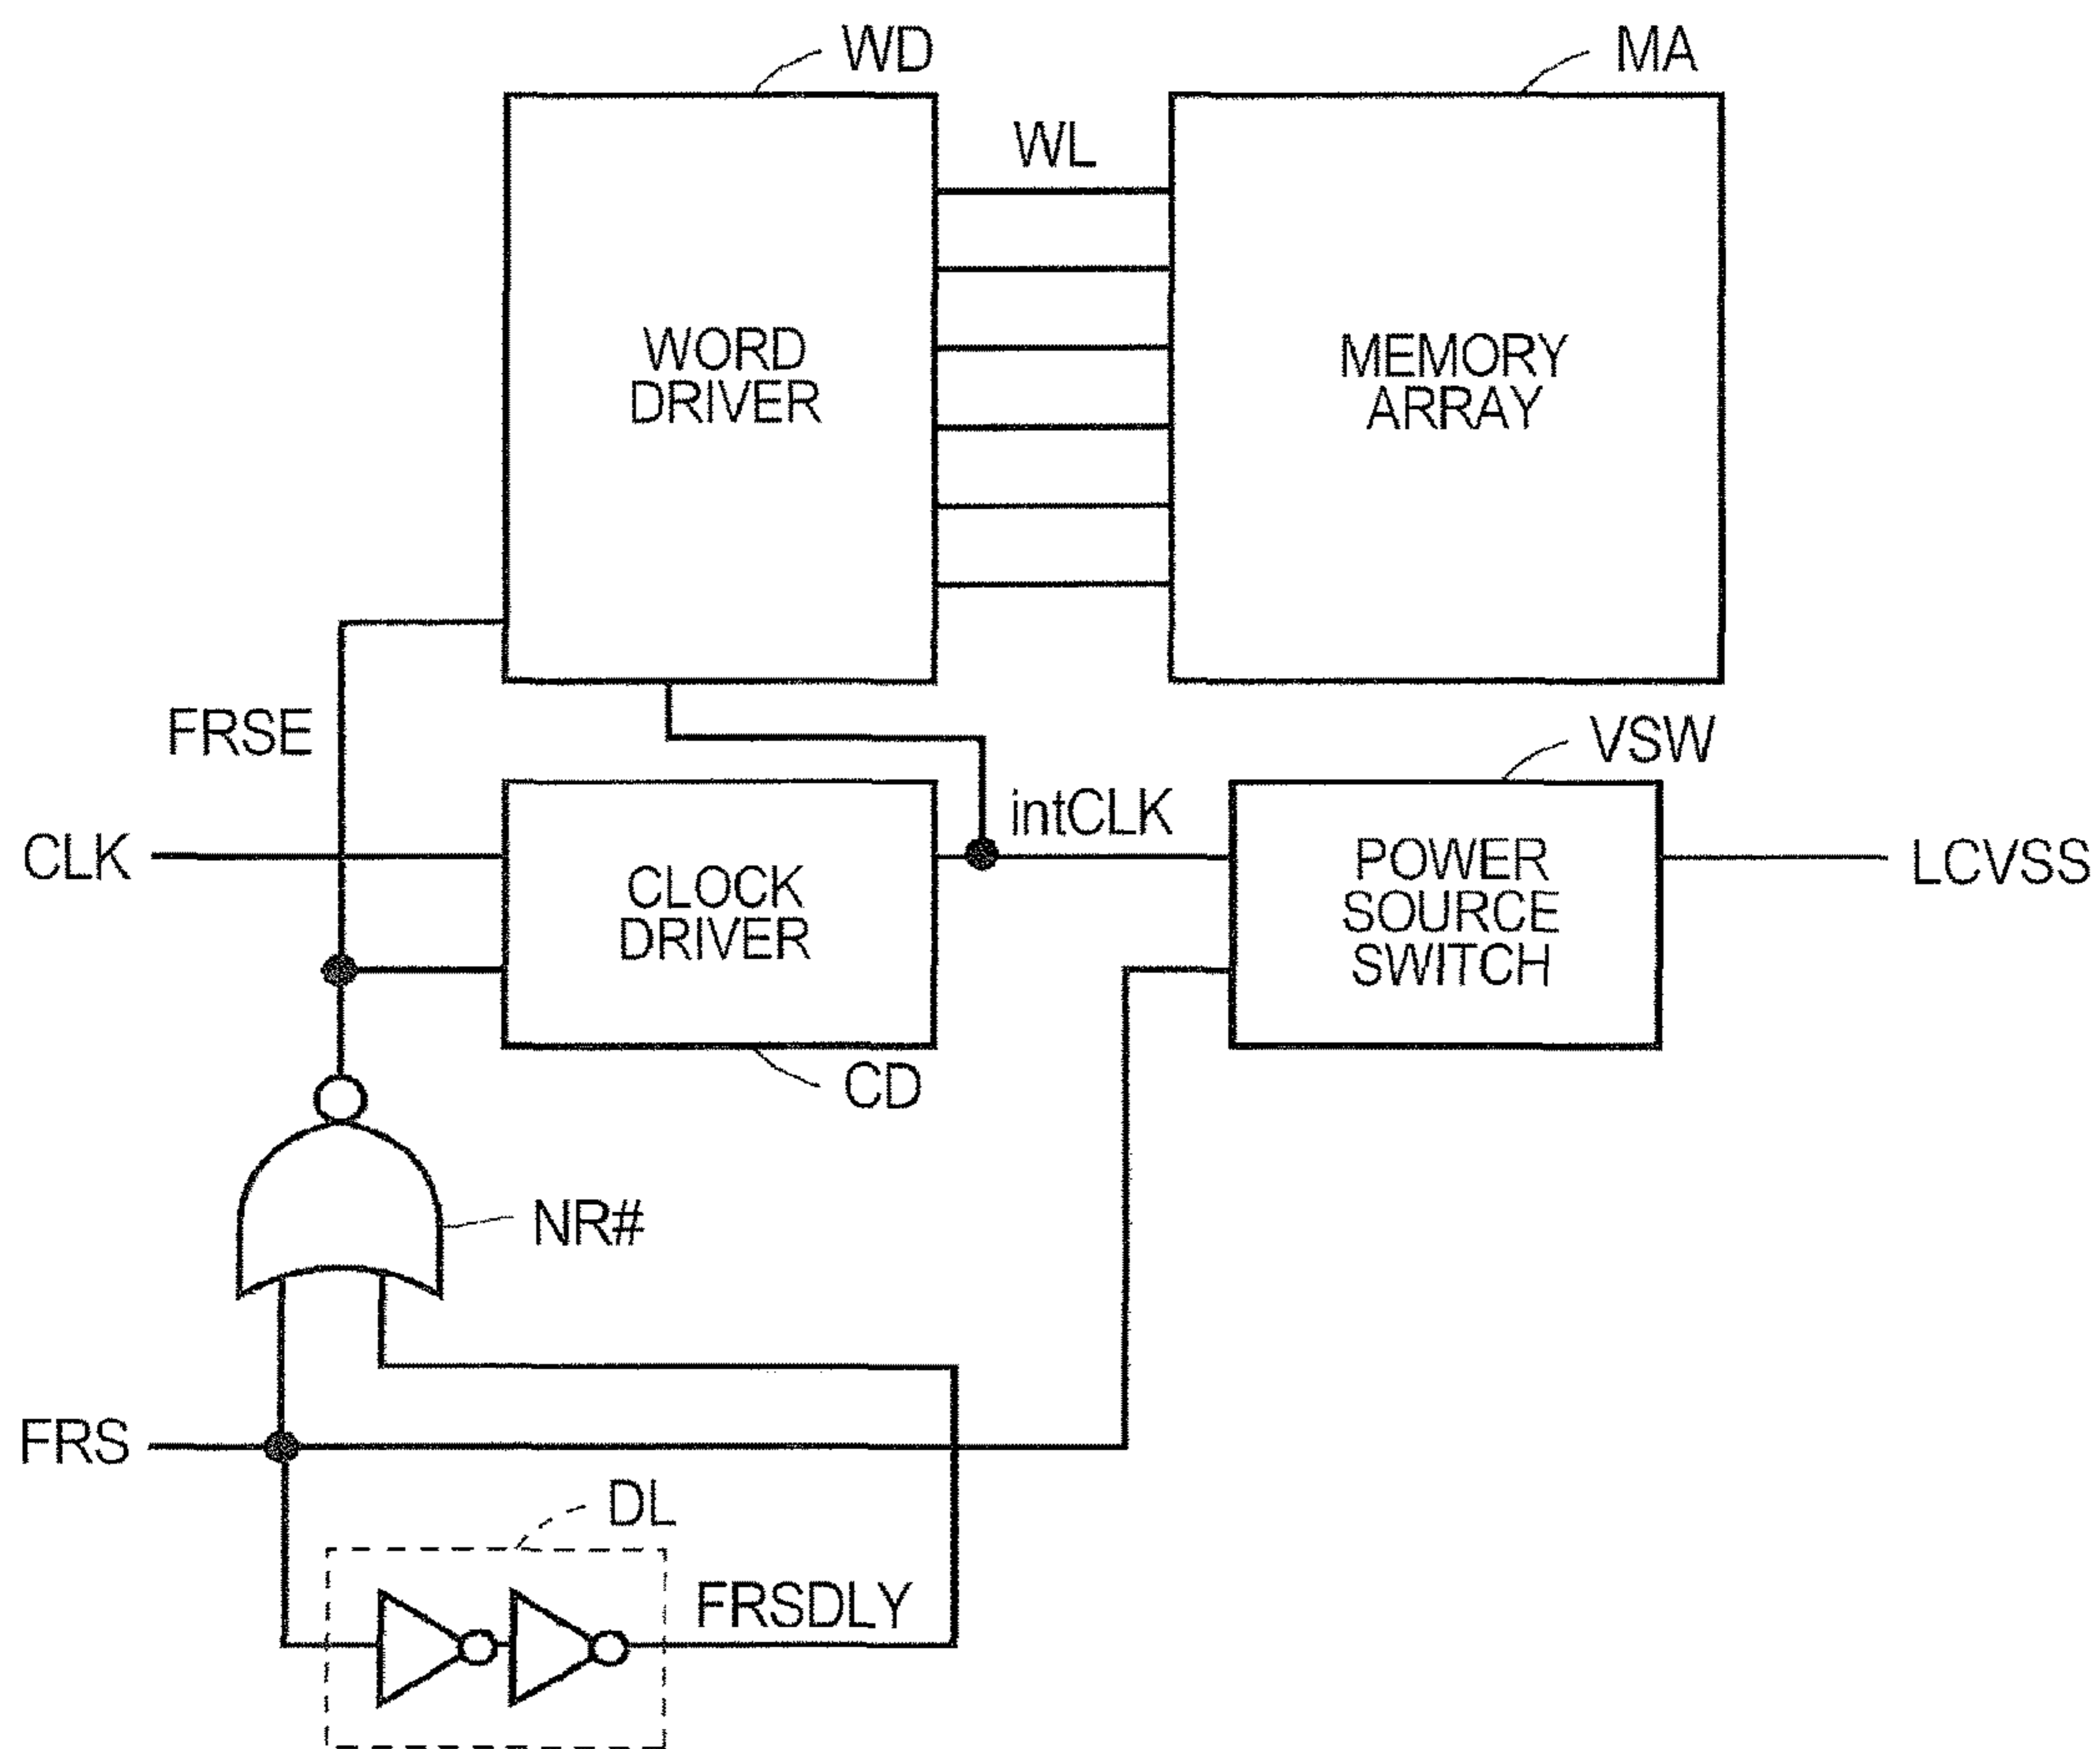 WD
MA
WL
WORD
DRIVER
MEMORY
ARRAY
FRSE
VSW
CLK
CLOCK
DRIVER
intCLK
POWER
SOURCE
SWITCH
LCVSS
CD
NR#
FRS
DL
FRSDLY